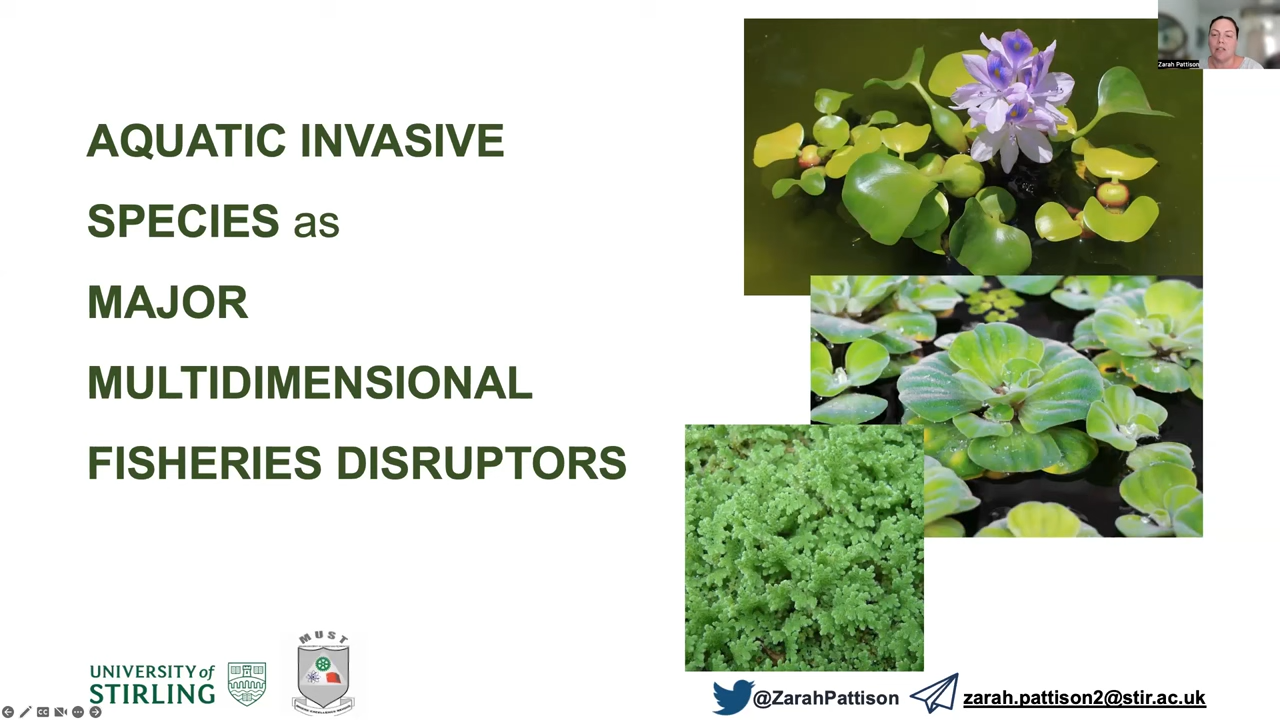 Zarah Pattison
AQUATIC INVASIVE
SPECIES as
MAJOR
MULTIDIMENSIONAL
FISHERIES DISRUPTORS
UNIVERSITY of
STIRLING
MUST
@ZarahPattison
zarah.pattison2@stir.ac.uk